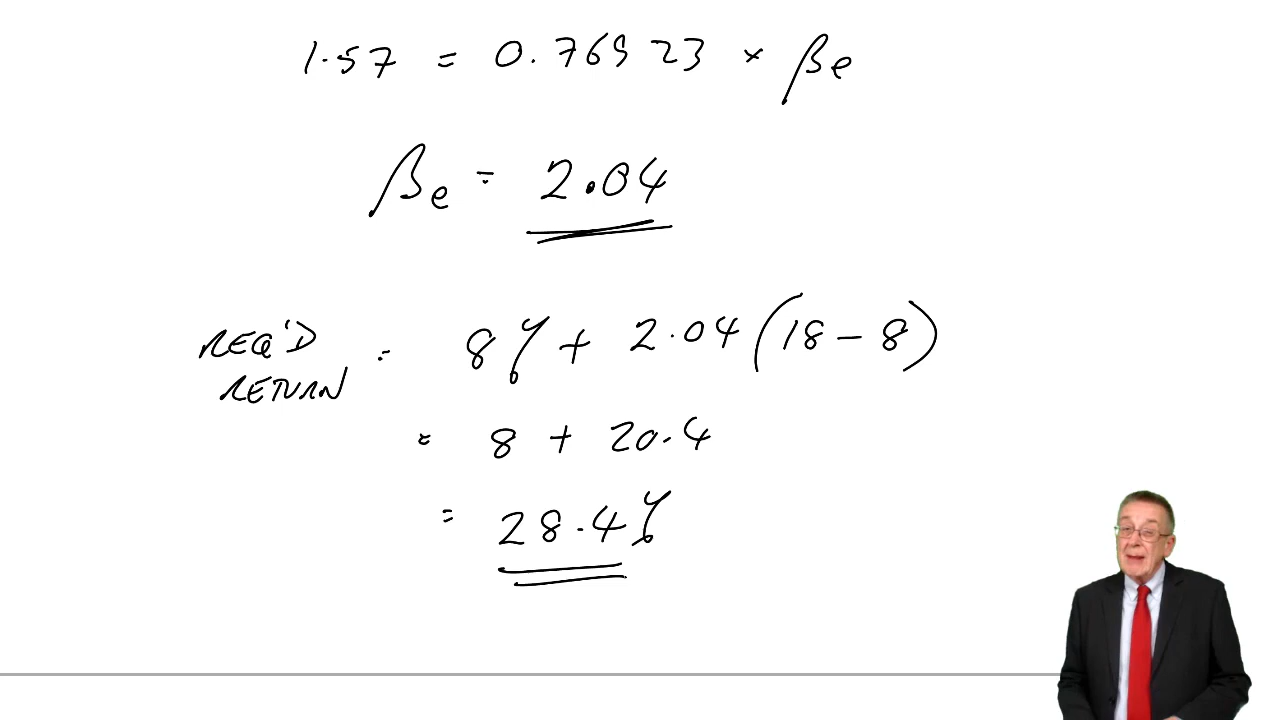 1.57 = 0.76923 × βe
βe = 2.04
REQ'D RETURN = 8% + 2.04 (18 - 8)
= 8 + 20.4
= 28.4%